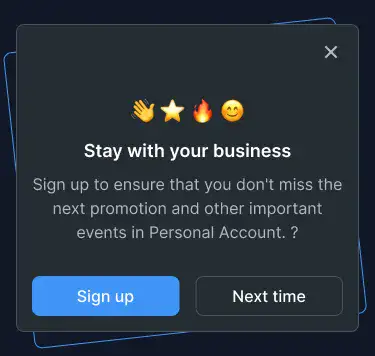 👋⭐🔥😊
Stay with your business
Sign up to ensure that you don't miss the
next promotion and other important
events in Personal Account. ?
Sign up
Next time